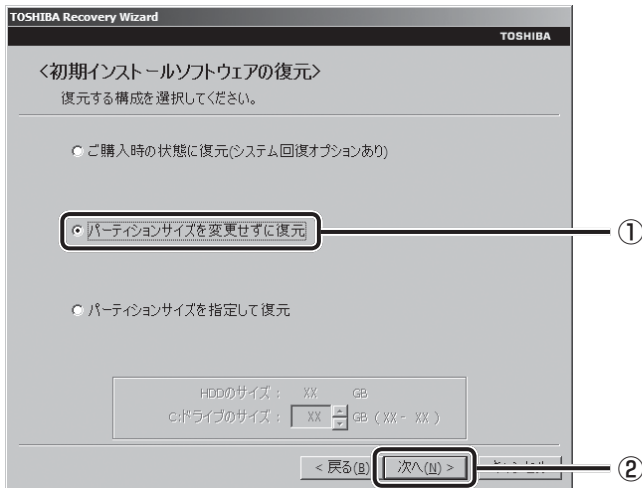 TOSHIBA Recovery Wizard
TOSHIBA
<初期インストールソフトウェアの復元>
復元する構成を選択してください。
ご購入時の状態に復元(システム回復オプションあり)
パーティションサイズを変更せずに復元
①
パーティションサイズを指定して復元
HDDのサイズ : XX GB
C:ドライブのサイズ : XX GB ( XX - XX )
< 戻る(B) 次へ(N) >
②